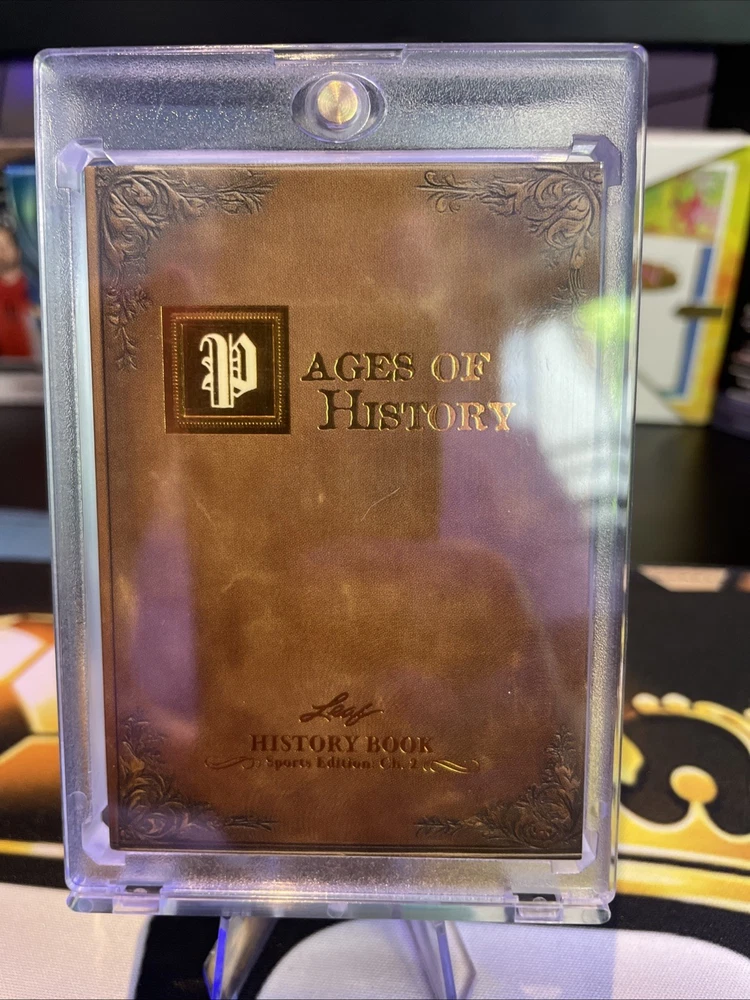 PAGES OF
HISTORY
Leaf
HISTORY BOOK
Sports Edition: Ch. 2